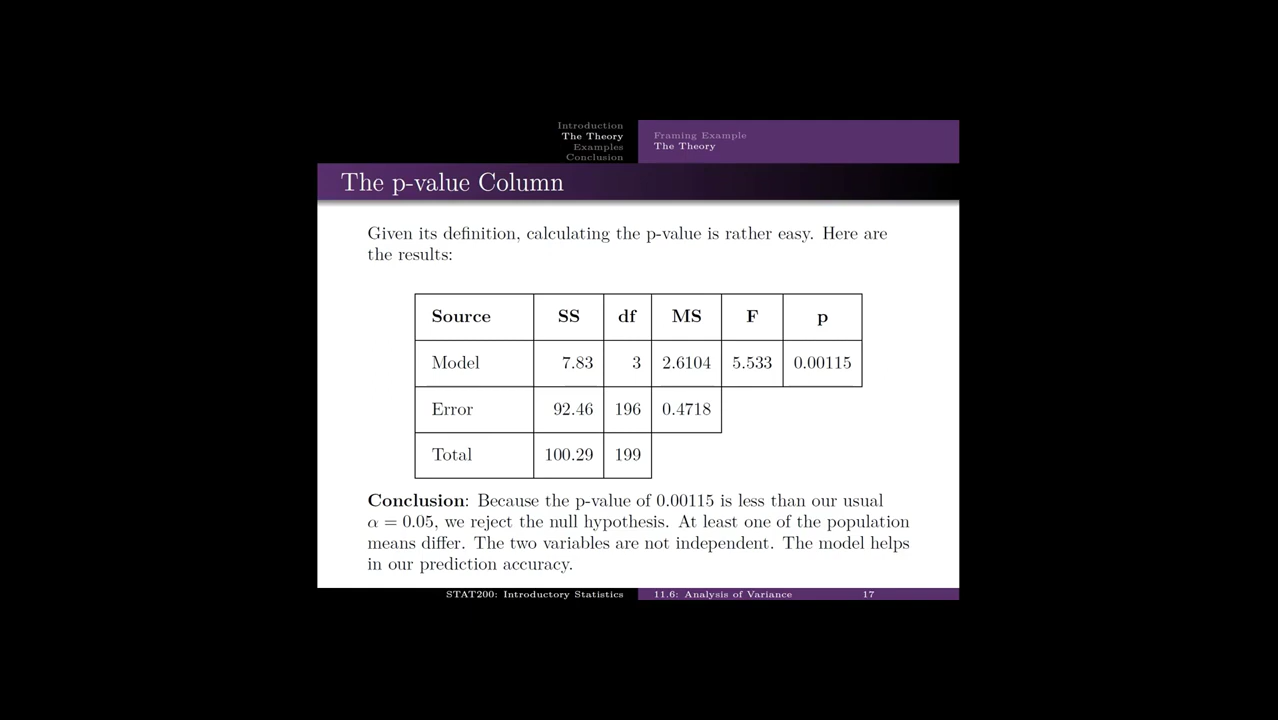 Introduction
The Theory
Examples
Conclusion
Framing Example
The Theory
The p-value Column
Given its definition, calculating the p-value is rather easy. Here are
the results:
Source SS df MS F p
Model 7.83 3 2.6104 5.533 0.00115
Error 92.46 196 0.4718
Total 100.29 199
Conclusion: Because the p-value of 0.00115 is less than our usual
α = 0.05, we reject the null hypothesis. At least one of the population
means differ. The two variables are not independent. The model helps
in our prediction accuracy.
STAT200: Introductory Statistics 11.6: Analysis of Variance 17